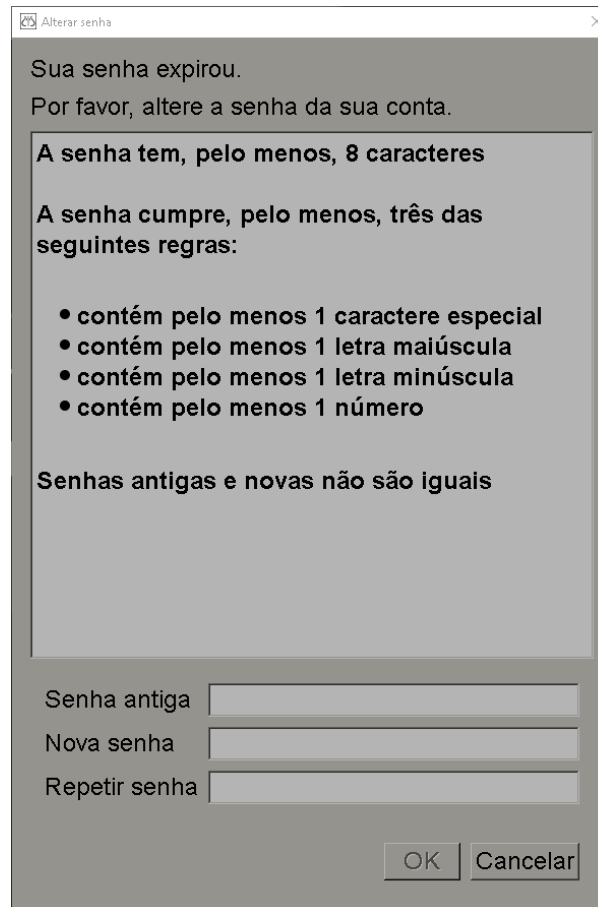 Alterar senha
Sua senha expirou.
Por favor, altere a senha da sua conta.
A senha tem, pelo menos, 8 caracteres
A senha cumpre, pelo menos, três das
seguintes regras:
• contém pelo menos 1 caractere especial
• contém pelo menos 1 letra maiúscula
• contém pelo menos 1 letra minúscula
• contém pelo menos 1 número
Senhas antigas e novas não são iguais
Senha antiga
Nova senha
Repetir senha
OK Cancelar